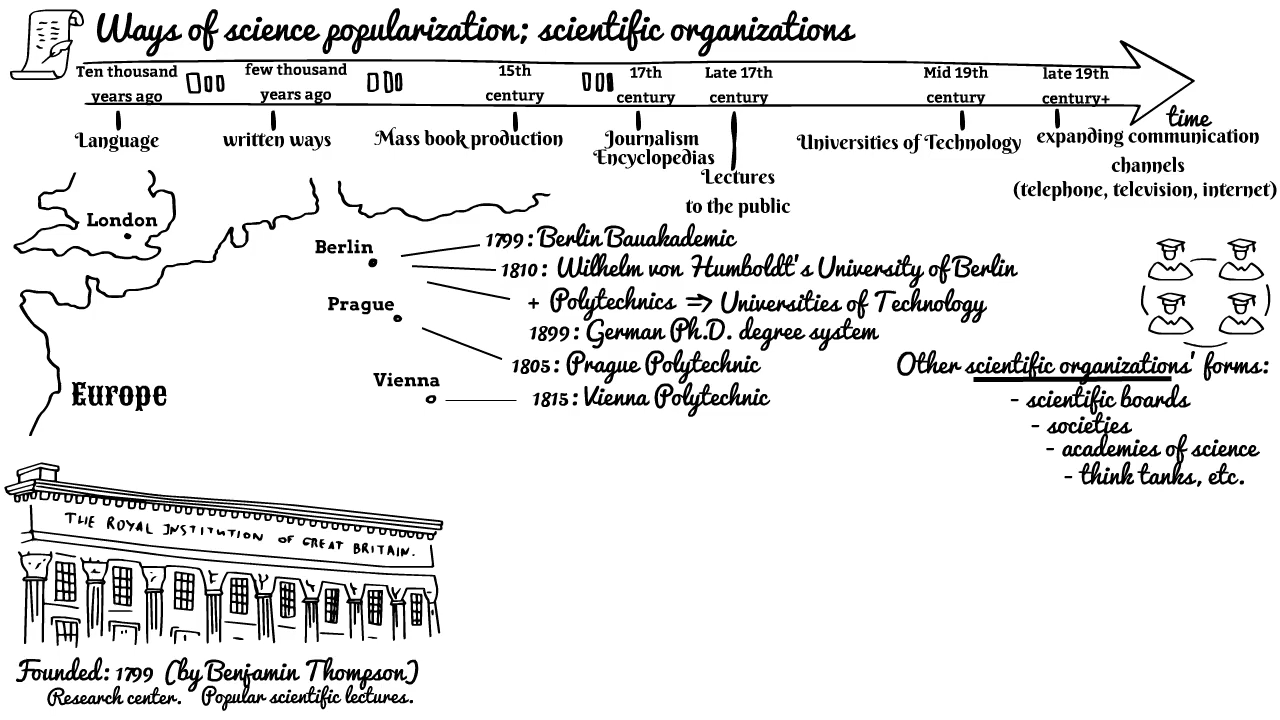 Ways of science popularization; scientific organizations
Ten thousand
years ago
few thousand
years ago
15th
century
17th
century
Late 17th
century
Mid 19th
century
late 19th
century+
time
Language
written ways
Mass book production
Journalism
Encyclopedias
Lectures
to the public
Universities of Technology
expanding communication
channels
(telephone, television, internet)
London
Berlin
Prague
Vienna
Europe
1799: Berlin Bauakademic
1810: Wilhelm von Humboldt's University of Berlin
+ Polytechnics ⇒ Universities of Technology
1899: German Ph.D. degree system
1805: Prague Polytechnic
1815: Vienna Polytechnic
Other scientific organizations' forms:
- scientific boards
- societies
- academies of science
- think tanks, etc.
THE ROYAL INSTITUTION OF GREAT BRITAIN.
Founded: 1799 (by Benjamin Thompson)
Research center. Popular scientific lectures.